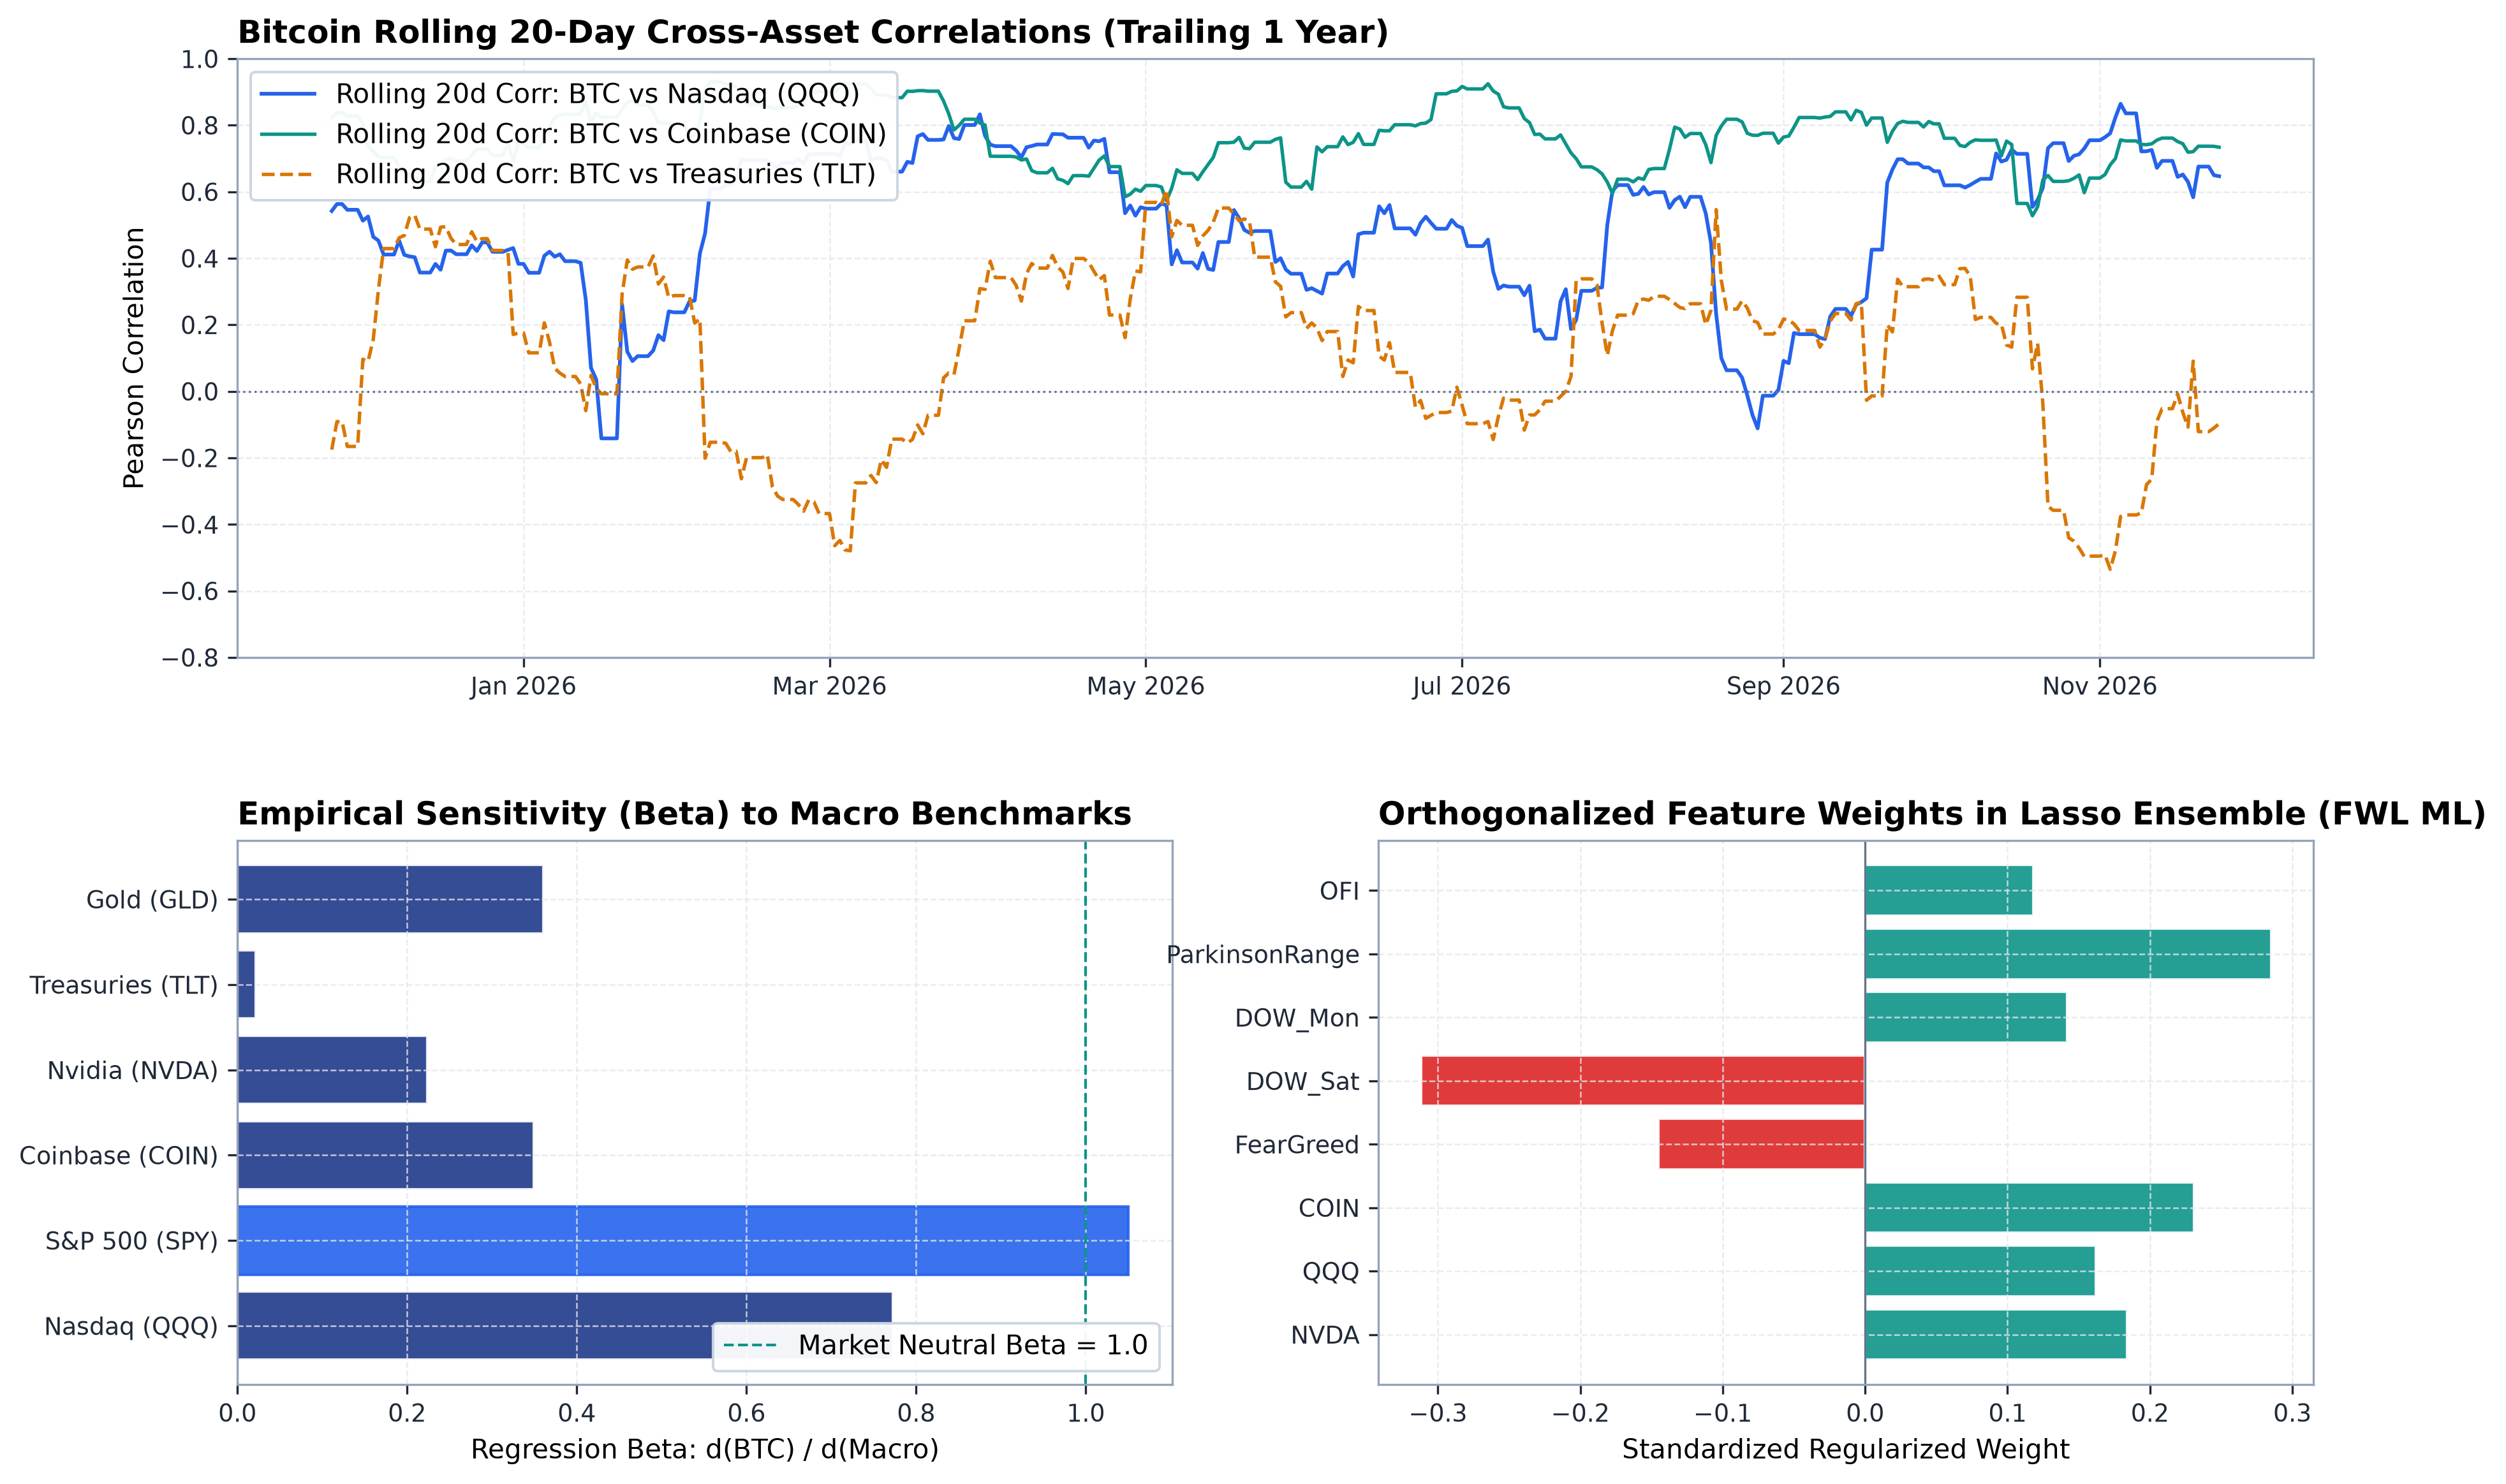 Bitcoin Rolling 20-Day Cross-Asset Correlations (Trailing 1 Year)
1.0
0.8
0.6
0.4
0.2
0.0
−0.2
−0.4
−0.6
−0.8
Pearson Correlation
Rolling 20d Corr: BTC vs Nasdaq (QQQ)
Rolling 20d Corr: BTC vs Coinbase (COIN)
Rolling 20d Corr: BTC vs Treasuries (TLT)
Jan 2026
Mar 2026
May 2026
Jul 2026
Sep 2026
Nov 2026
Empirical Sensitivity (Beta) to Macro Benchmarks
Gold (GLD)
Treasuries (TLT)
Nvidia (NVDA)
Coinbase (COIN)
S&P 500 (SPY)
Nasdaq (QQQ)
Market Neutral Beta = 1.0
0.0
0.2
0.4
0.6
0.8
1.0
Regression Beta: d(BTC) / d(Macro)
Orthogonalized Feature Weights in Lasso Ensemble (FWL ML)
OFI
ParkinsonRange
DOW_Mon
DOW_Sat
FearGreed
COIN
QQQ
NVDA
−0.3
−0.2
−0.1
0.0
0.1
0.2
0.3
Standardized Regularized Weight